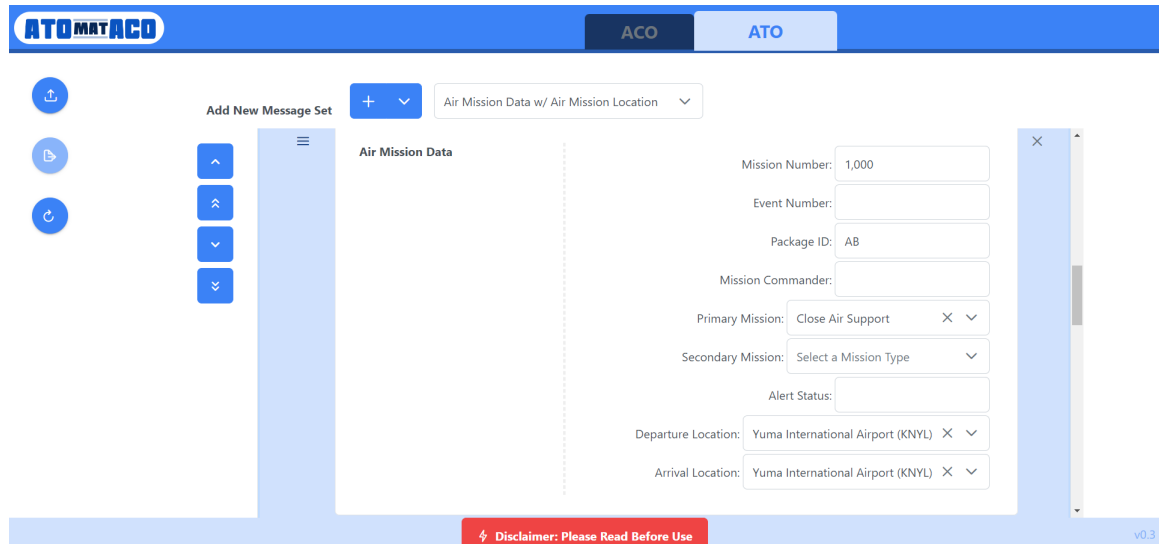 ATOMATACO
ACO
ATO
Add New Message Set
Air Mission Data w/ Air Mission Location
Air Mission Data
Mission Number: 1,000
Event Number:
Package ID: AB
Mission Commander:
Primary Mission: Close Air Support
Secondary Mission: Select a Mission Type
Alert Status:
Departure Location: Yuma International Airport (KNYL)
Arrival Location: Yuma International Airport (KNYL)
Disclaimer: Please Read Before Use
v0.3